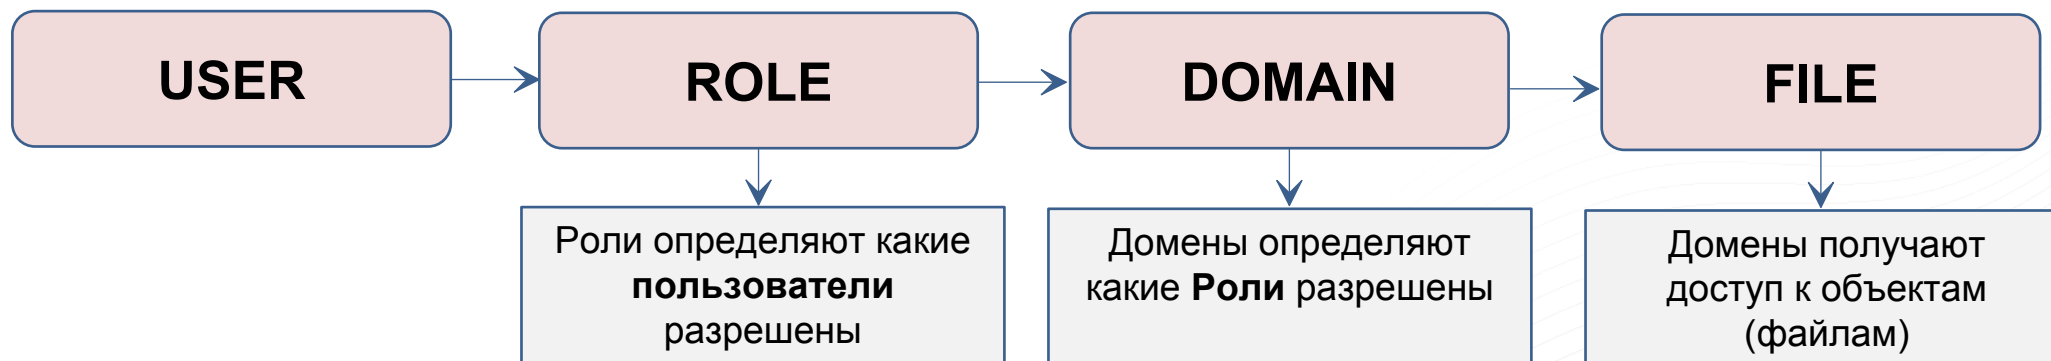 USER
ROLE
DOMAIN
FILE
Роли определяют какие
пользователи
разрешены
Домены определяют
какие Роли разрешены
Домены получают
доступ к объектам
(файлам)